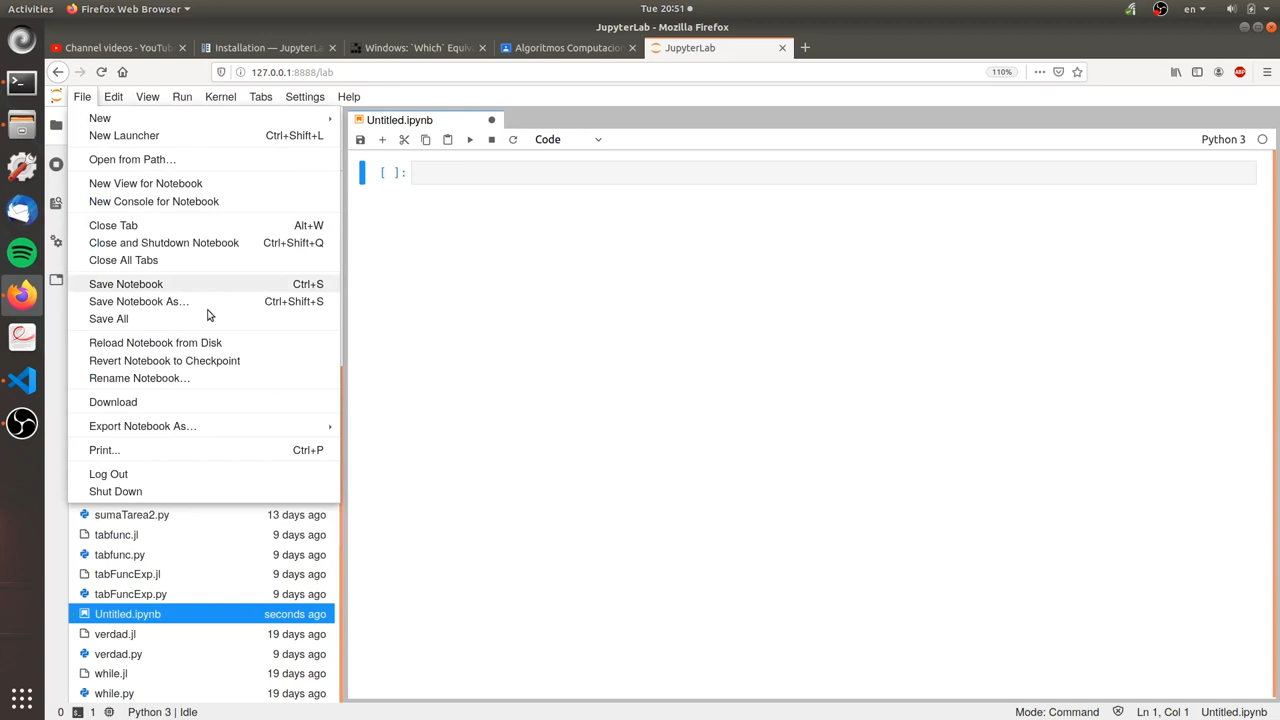 Activities Firefox Web Browser Tue 20:51 en
JupyterLab - Mozilla Firefox
Channel videos - YouTub Installation — JupyterLa Windows: `Which` Equiva Algoritmos Computacion JupyterLab
127.0.0.1:8888/lab 110% ABP
File Edit View Run Kernel Tabs Settings Help
New
New Launcher Ctrl+Shift+L
Open from Path…
New View for Notebook
New Console for Notebook
Close Tab Alt+W
Close and Shutdown Notebook Ctrl+Shift+Q
Close All Tabs
Save Notebook Ctrl+S
Save Notebook As… Ctrl+Shift+S
Save All
Reload Notebook from Disk
Revert Notebook to Checkpoint
Rename Notebook…
Download
Export Notebook As…
Print... Ctrl+P
Log Out
Shut Down
sumaTarea2.py 13 days ago
tabfunc.jl 9 days ago
tabfunc.py 9 days ago
tabFuncExp.jl 9 days ago
tabFuncExp.py 9 days ago
Untitled.ipynb seconds ago
verdad.jl 19 days ago
verdad.py 9 days ago
while.jl 19 days ago
while.py 19 days ago
Untitled.ipynb
Code Python 3
[ ]:
0 1 Python 3 | Idle Mode: Command Ln 1, Col 1 Untitled.ipynb